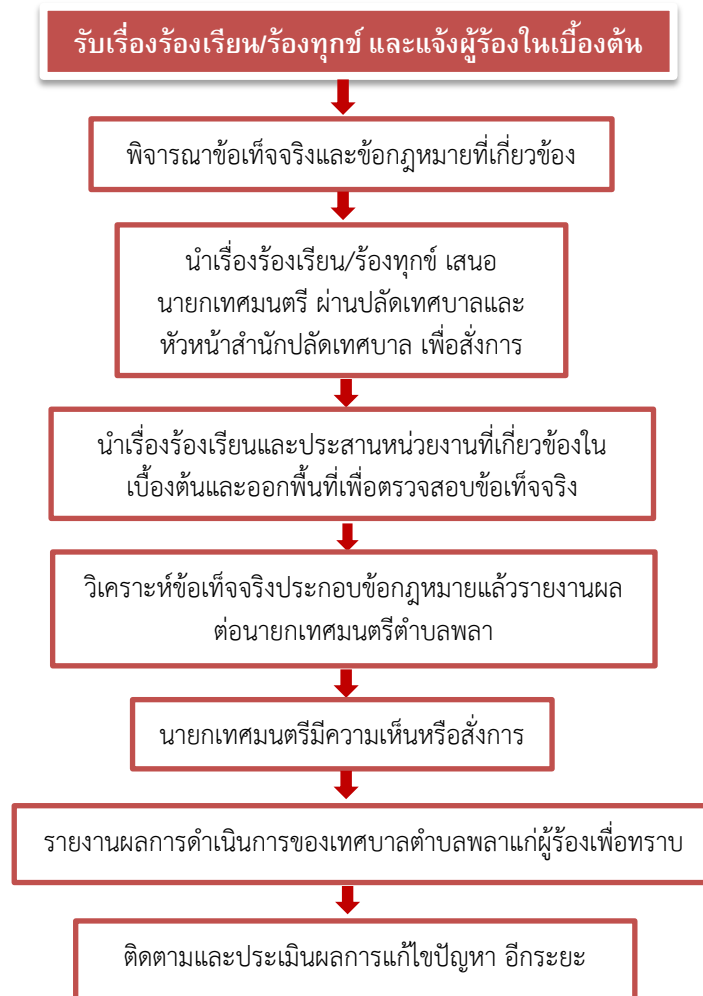 รับเรื่องร้องเรียน/ร้องทุกข์ และแจ้งผู้ร้องในเบื้องต้น
พิจารณาข้อเท็จจริงและข้อกฎหมายที่เกี่ยวข้อง
นำเรื่องร้องเรียน/ร้องทุกข์ เสนอ
นายกเทศมนตรี ผ่านปลัดเทศบาลและ
หัวหน้าสำนักปลัดเทศบาล เพื่อสั่งการ
นำเรื่องร้องเรียนและประสานหน่วยงานที่เกี่ยวข้องใน
เบื้องต้นและออกพื้นที่เพื่อตรวจสอบข้อเท็จจริง
วิเคราะห์ข้อเท็จจริงประกอบข้อกฎหมายแล้วรายงานผล
ต่อนายกเทศมนตรีตำบลพลา
นายกเทศมนตรีมีความเห็นหรือสั่งการ
รายงานผลการดำเนินการของเทศบาลตำบลพลาแก่ผู้ร้องเพื่อทราบ
ติดตามและประเมินผลการแก้ไขปัญหา อีกระยะ